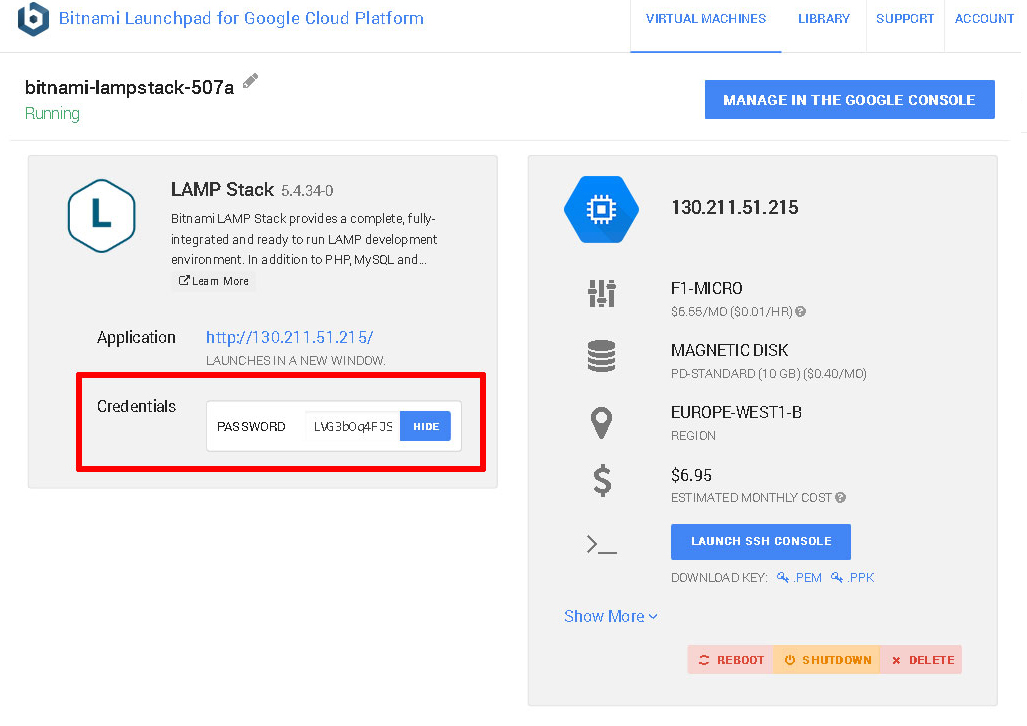 Bitnami Launchpad for Google Cloud Platform
VIRTUAL MACHINES
LIBRARY
SUPPORT
ACCOUNT
bitnami-lampstack-507a
Running
MANAGE IN THE GOOGLE CONSOLE
L
LAMP Stack 5.4.34-0
Bitnami LAMP Stack provides a complete, fully-
integrated and ready to run LAMP development
environment. In addition to PHP, MySQL and...
Learn More
Application
http://130.211.51.215/
LAUNCHES IN A NEW WINDOW.
Credentials
PASSWORD
HIDE
130.211.51.215
F1-MICRO
$6.55/MO ($0.01/HR)
MAGNETIC DISK
PD-STANDARD (10 GB) ($0.40/MO)
EUROPE-WEST1-B
REGION
$6.95
ESTIMATED MONTHLY COST
LAUNCH SSH CONSOLE
DOWNLOAD KEY: .PEM .PPK
Show More
REBOOT
SHUTDOWN
DELETE